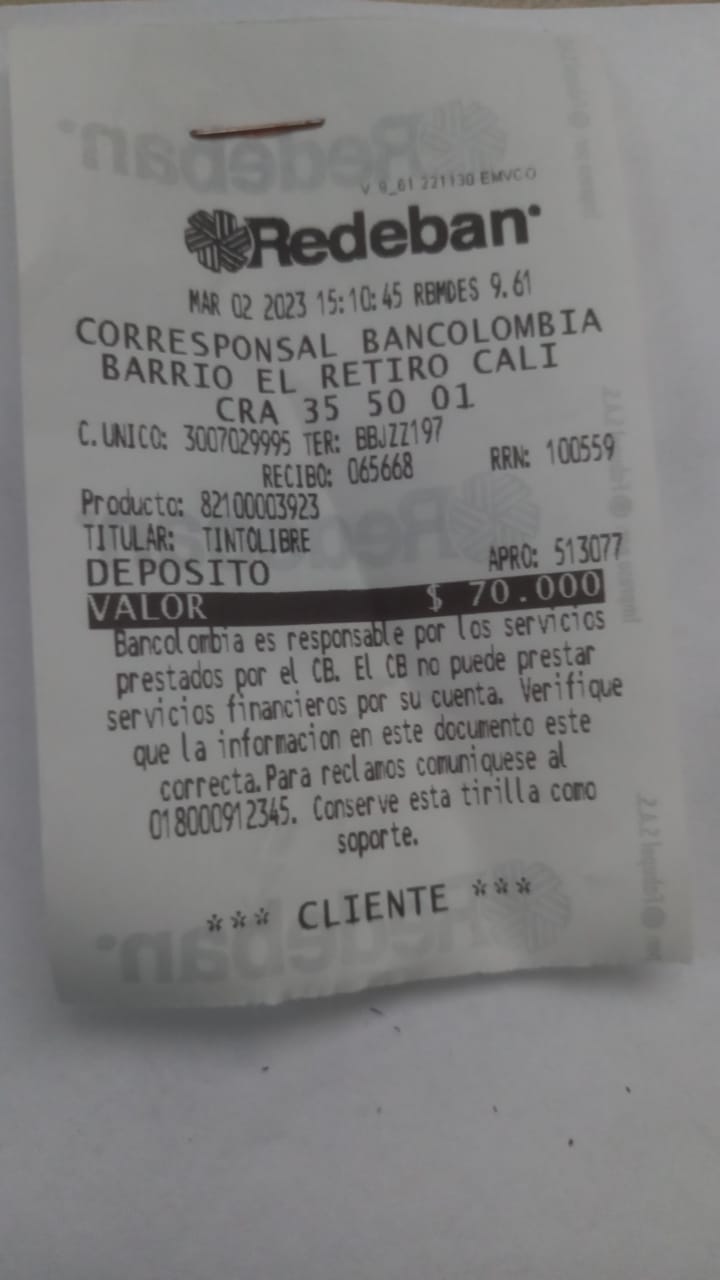 V 9_61 221130 EMVCO
Redeban
MAR 02 2023 15:10:45 RBMDES 9.61
CORRESPONSAL BANCOLOMBIA
BARRIO EL RETIRO CALI
CRA 35 50 01
C.UNICO: 3007029995 TER: BBJZZ197
RECIBO: 065668 RRN: 100559
Producto: 82100003923
TITULAR: TINTOLIBRE
DEPOSITO APRO: 513077
VALOR $ 70.000
Bancolombia es responsable por los servicios
prestados por el CB. El CB no puede prestar
servicios financieros por su cuenta. Verifique
que la informacion en este documento este
correcta.Para reclamos comuniquese al
018000912345. Conserve esta tirilla como
soporte.
*** CLIENTE ***